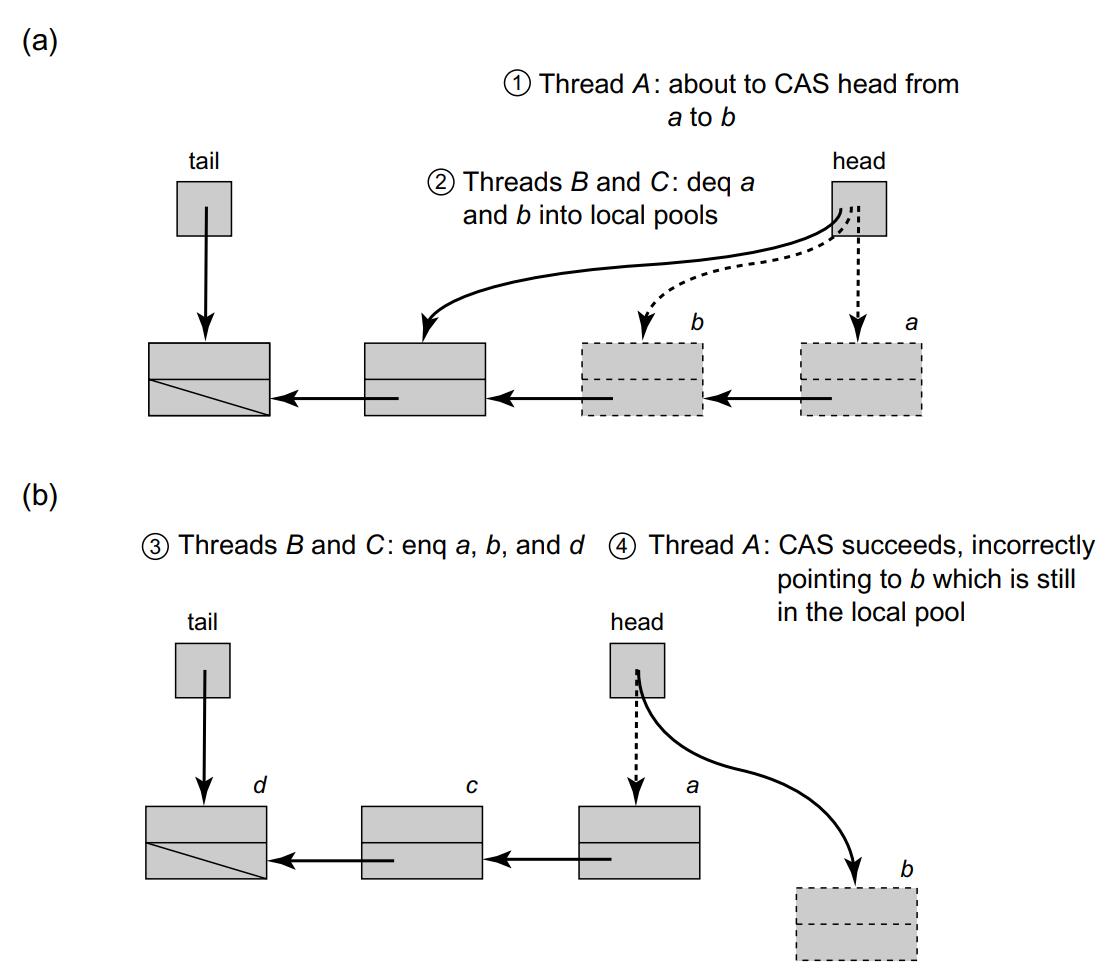 (a)
① Thread A: about to CAS head from
a to b
tail
head
② Threads B and C: deq a
and b into local pools
b
a
(b)
③ Threads B and C: enq a, b, and d
④ Thread A: CAS succeeds, incorrectly
pointing to b which is still
in the local pool
tail
head
d
c
a
b